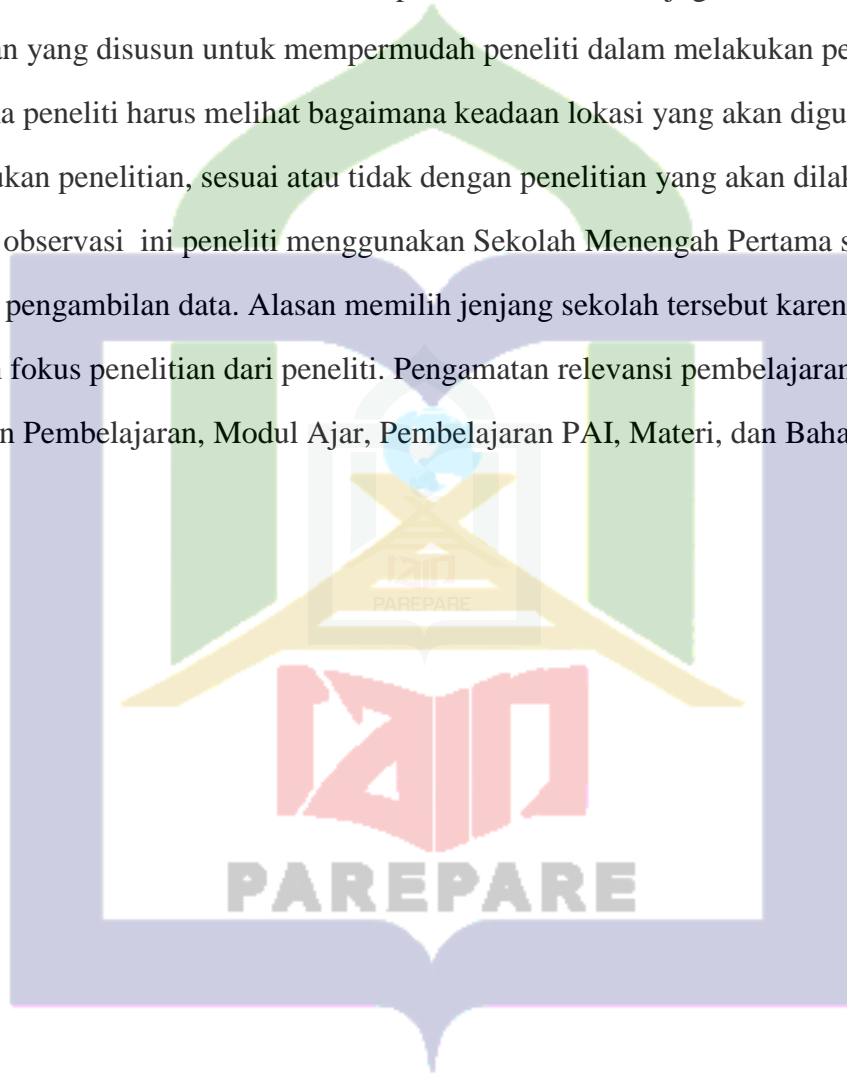 an yang disusun untuk mempermudah peneliti dalam melakukan pe
a peneliti harus melihat bagaimana keadaan lokasi yang akan digu
ukan penelitian, sesuai atau tidak dengan penelitian yang akan dilak
observasi ini peneliti menggunakan Sekolah Menengah Pertama s
pengambilan data. Alasan memilih jenjang sekolah tersebut karen
fokus penelitian dari peneliti. Pengamatan relevansi pembelajaran
n Pembelajaran, Modul Ajar, Pembelajaran PAI, Materi, dan Baha
IAIN
PAREPARE
IAIN
PAREPARE